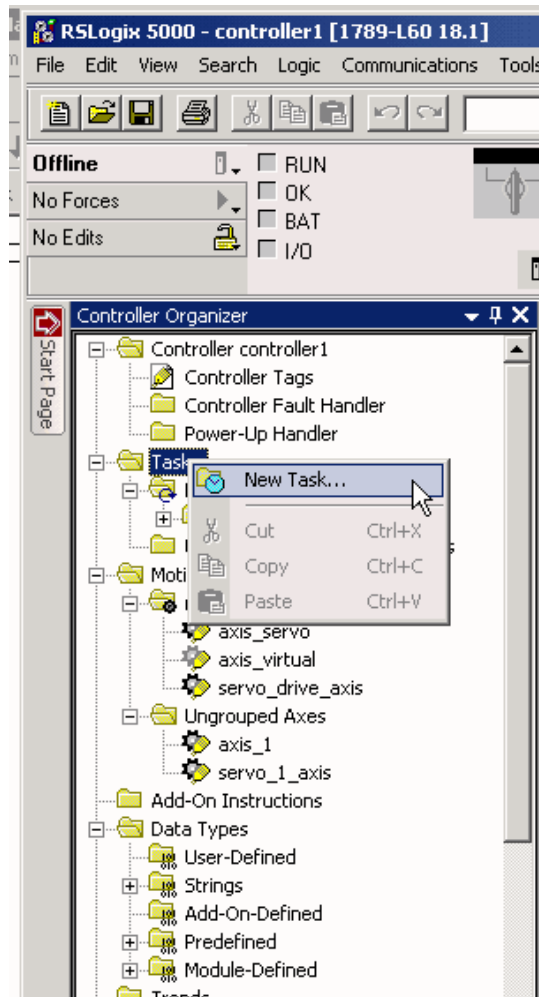 RSLogix 5000 - controller1 [1789-L60 18.1]
File Edit View Search Logic Communications Tools
Offline
RUN
No Forces
OK
BAT
No Edits
I/O
Start Page
Controller Organizer
Controller controller1
Controller Tags
Controller Fault Handler
Power-Up Handler
Task
New Task...
Cut Ctrl+X
Copy Ctrl+C
Moti
Paste Ctrl+V
axis_servo
axis_virtual
servo_drive_axis
Ungrouped Axes
axis_1
servo_1_axis
Add-On Instructions
Data Types
User-Defined
Strings
Add-On-Defined
Predefined
Module-Defined
Trends